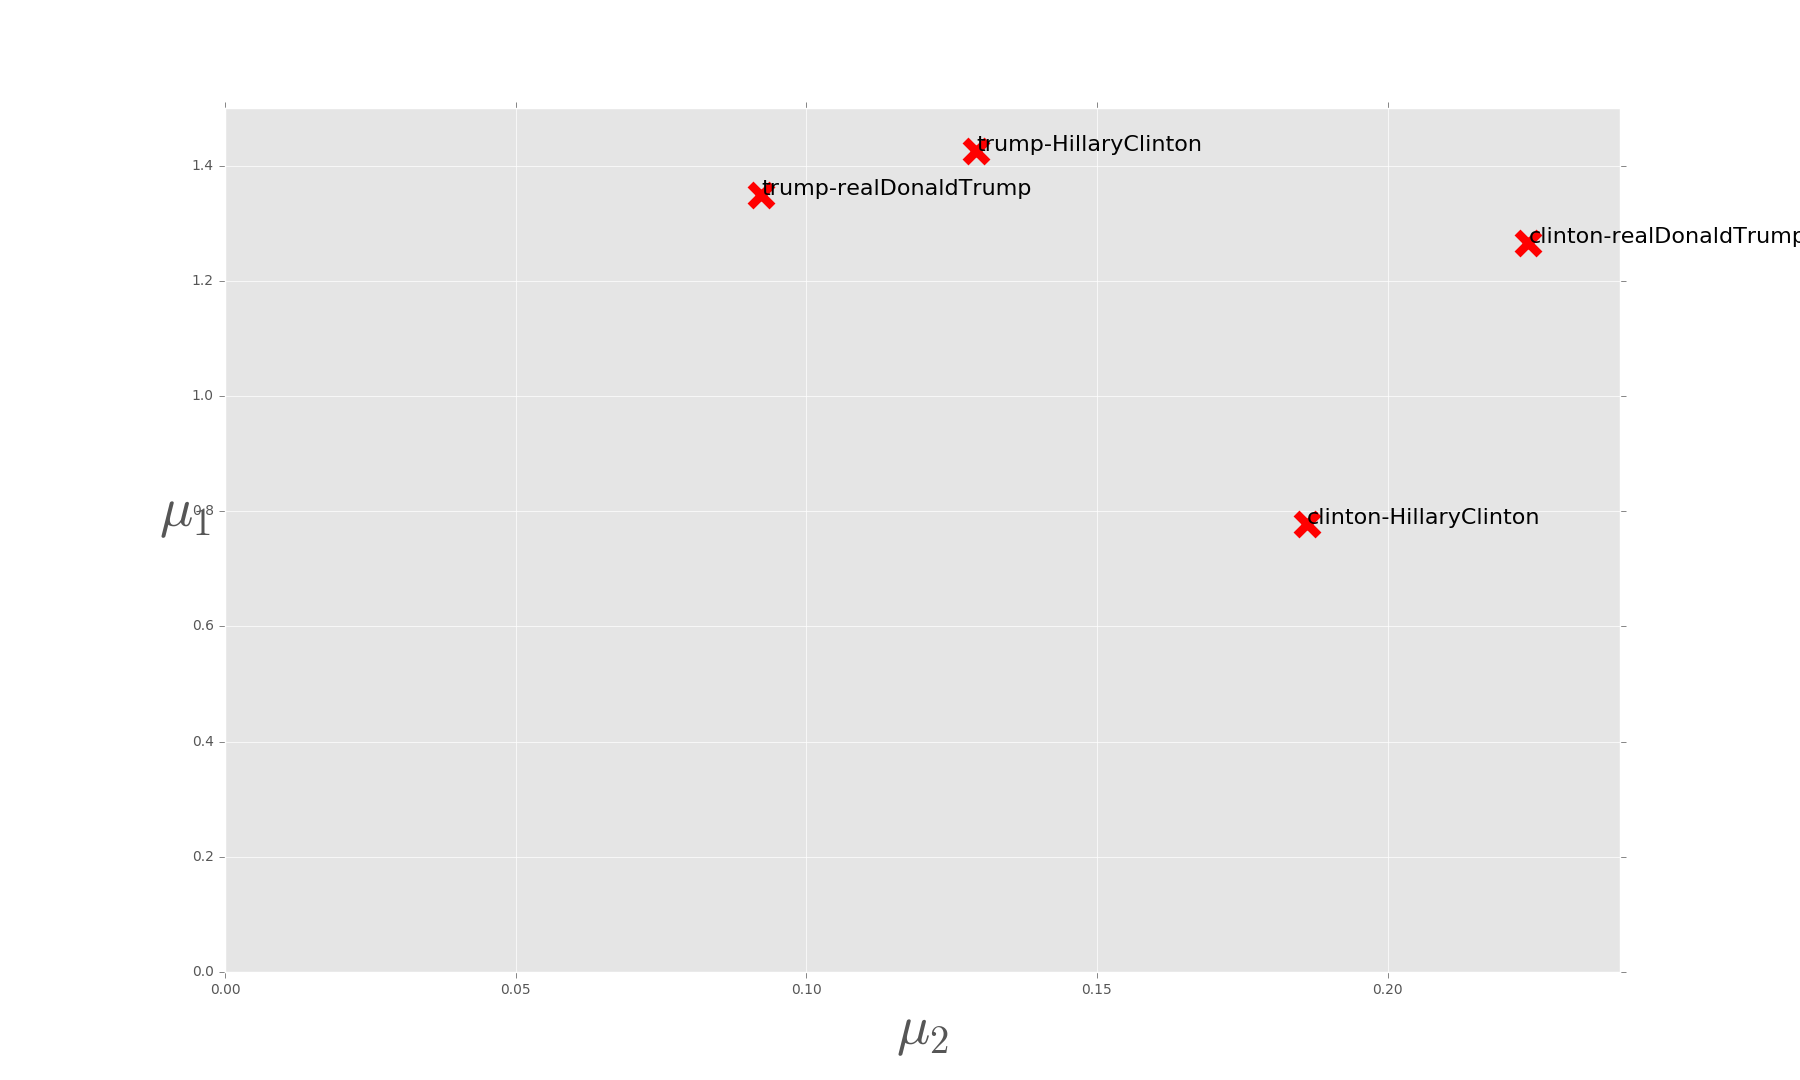 trump-HillaryClinton
1.4
trump-realDonaldTrump
clinton-realDonaldTrump
1.2
1.0
μ1
0.8
clinton-HillaryClinton
0.6
0.4
0.2
0.0
0.00 0.05 0.10 0.15 0.20
μ2